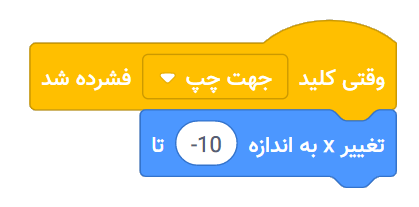 وقتی کلید جهت چپ فشرده شد
تغییر x به اندازه -10 تا